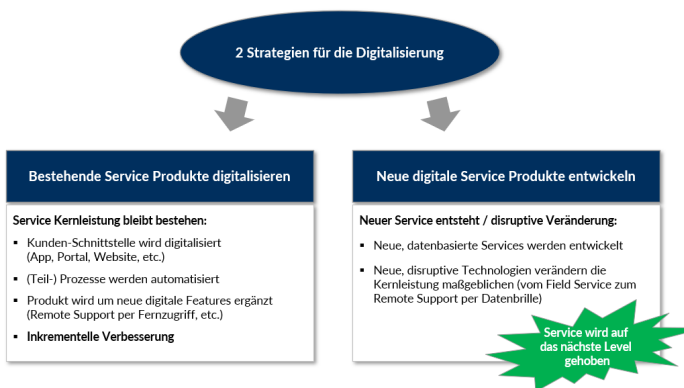 2 Strategien für die Digitalisierung
Bestehende Service Produkte digitalisieren
Service Kernleistung bleibt bestehen:
▪ Kunden-Schnittstelle wird digitalisiert
(App, Portal, Website, etc.)
▪ (Teil-) Prozesse werden automatisiert
▪ Produkt wird um neue digitale Features ergänzt
(Remote Support per Fernzugriff, etc.)
▪ Inkrementelle Verbesserung
Neue digitale Service Produkte entwickeln
Neuer Service entsteht / disruptive Veränderung:
▪ Neue, datenbasierte Services werden entwickelt
▪ Neue, disruptive Technologien verändern die
Kernleistung maßgeblichen (vom Field Service zum
Remote Support per Datenbrille)
Service wird auf
das nächste Level
gehoben